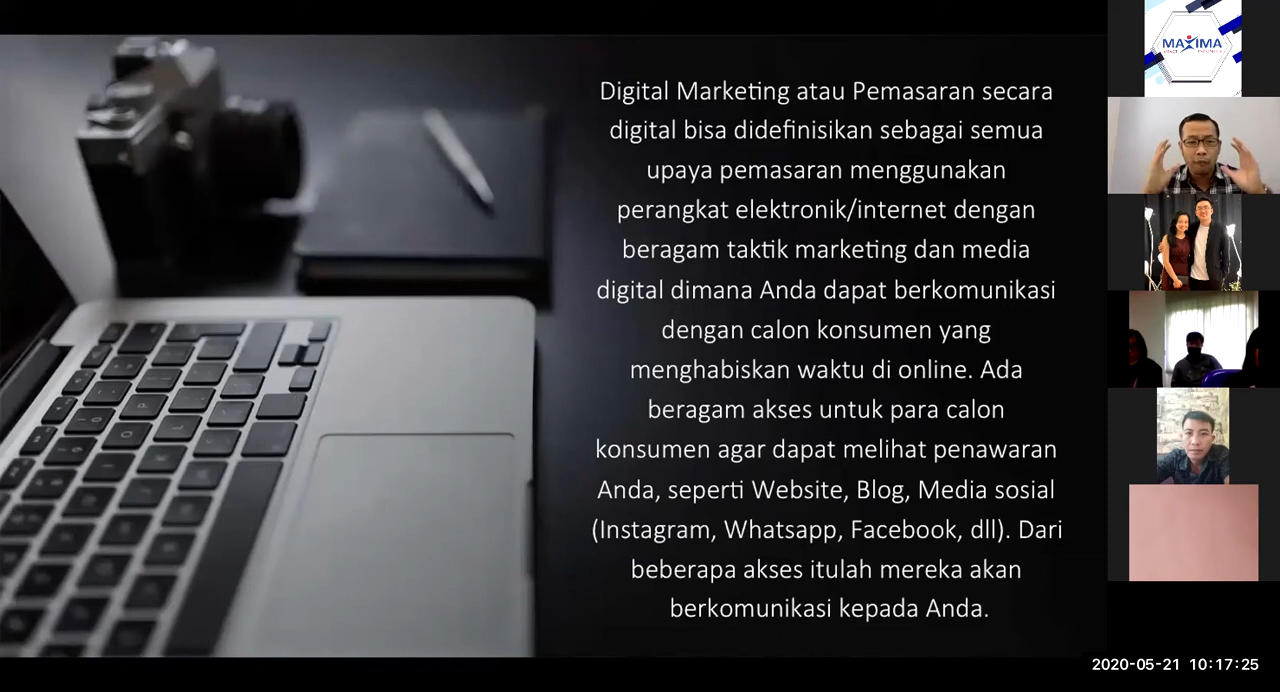 Digital Marketing atau Pemasaran secara
digital bisa didefinisikan sebagai semua
upaya pemasaran menggunakan
perangkat elektronik/internet dengan
beragam taktik marketing dan media
digital dimana Anda dapat berkomunikasi
dengan calon konsumen yang
menghabiskan waktu di online. Ada
beragam akses untuk para calon
konsumen agar dapat melihat penawaran
Anda, seperti Website, Blog, Media sosial
(Instagram, Whatsapp, Facebook, dll). Dari
beberapa akses itulah mereka akan
berkomunikasi kepada Anda.
MAXIMA
2020-05-21 10:17:25